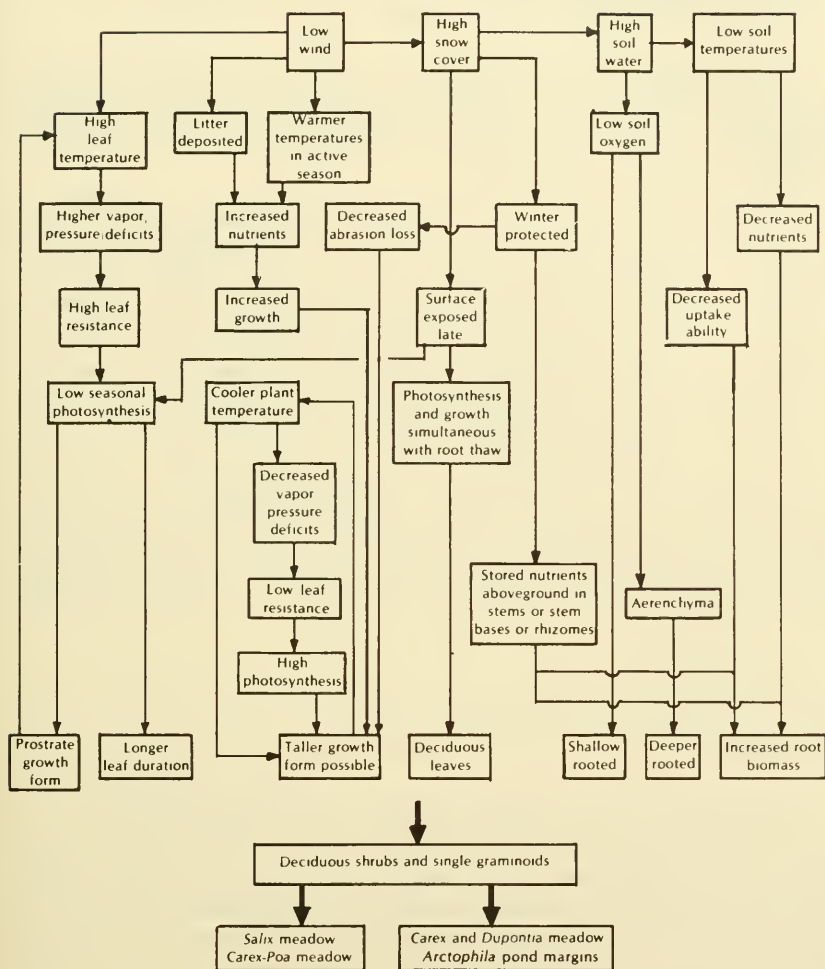 Low
wind
High
snow
cover
High
soil
water
Low soil
temperatures
High
leaf
temperature
Litter
deposited
Warmer
temperatures
in active
season
Low soil
oxygen
Higher vapor,
pressure deficits
Increased
nutrients
Decreased
abrasion loss
Winter
protected
Decreased
nutrients
High leaf
resistance
Increased
growth
Surface
exposed
late
Decreased
uptake
ability
Low seasonal
photosynthesis
Cooler plant
temperature
Photosynthesis
and growth
simultaneous
with root thaw
Decreased
vapor
pressure
deficits
Low leaf
resistance
Stored nutrients
aboveground in
stems or stem
bases or rhizomes
Aerenchyma
High
photosynthesis
Prostrate
growth
form
Longer
leaf duration
Taller growth
form possible
Deciduous
leaves
Shallow
rooted
Deeper
rooted
Increased root
biomass
Deciduous shrubs and single graminoids
Salix meadow
Carex-Poa meadow
Carex and Dupontia meadow
Arctophila pond margins